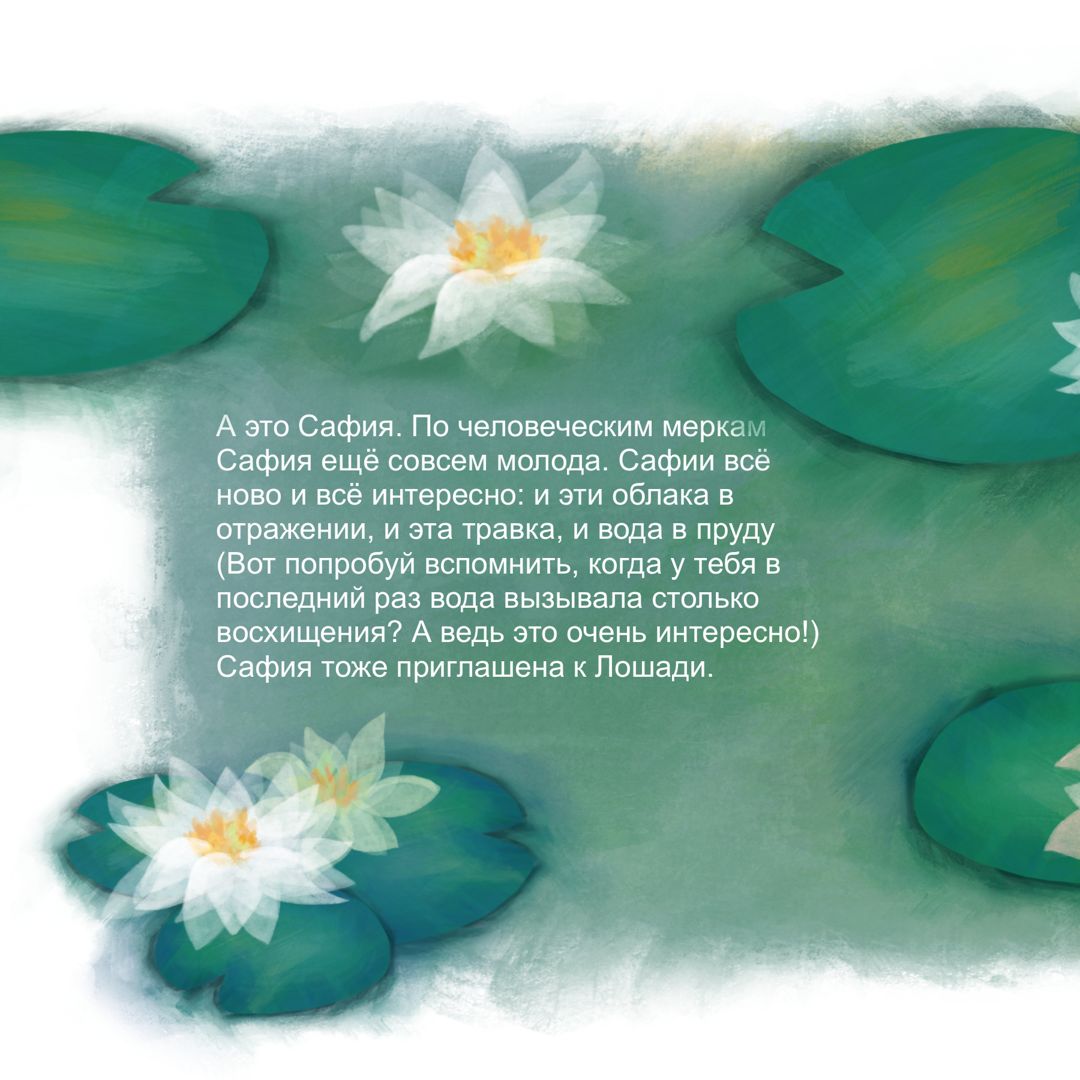 А это Сафия. По человеческим меркам
Сафия ещё совсем молода. Сафии всё
ново и всё интересно: и эти облака в
отражении, и эта травка, и вода в пруду
(Вот попробуй вспомнить, когда у тебя в
последний раз вода вызывала столько
восхищения? А ведь это очень интересно!)
Сафия тоже приглашена к Лошади.